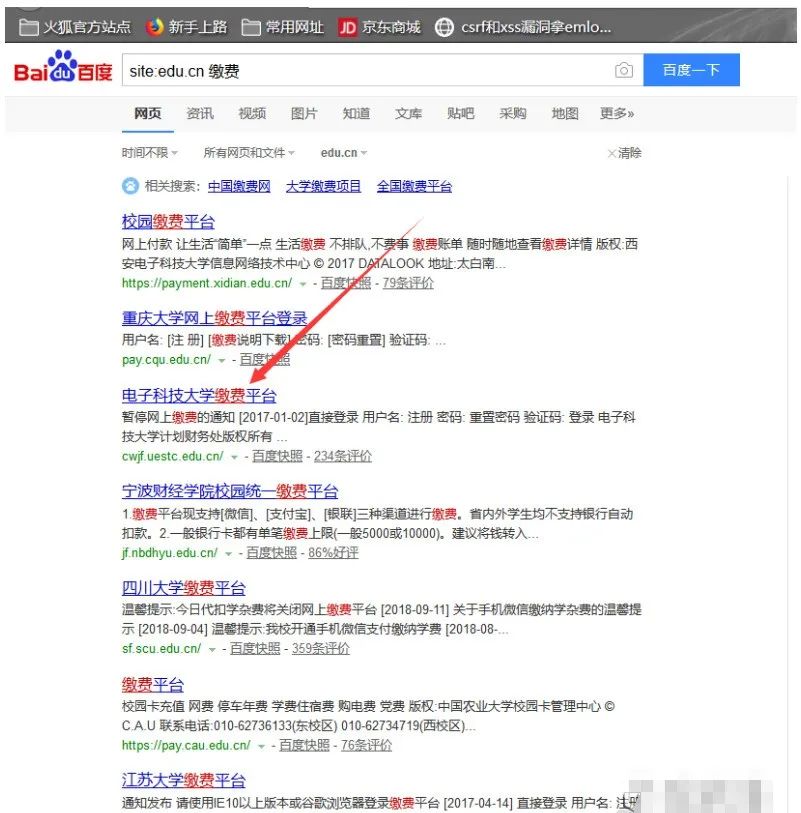 火狐官方站点 新手上路 常用网址 JD 京东商城 csrf和xss漏洞拿emlo...
Bai du 百度 site:edu.cn 缴费 百度一下
网页 资讯 视频 图片 知道 文库 贴吧 采购 地图 更多»
时间不限 所有网页和文件 edu.cn ×清除
相关搜索: 中国缴费网 大学缴费项目 全国缴费平台
校园缴费平台
网上付款 让生活“简单”一点 生活缴费 不排队,不费事 缴费账单 随时随地查看缴费详情 版权:西
安电子科技大学信息网络技术中心 © 2017 DATALOOK 地址:太白南...
https://payment.xidian.edu.cn/ - 百度快照 - 79条评价
重庆大学网上缴费平台登录
用户名: [注 册] [缴费说明下载] 密码: [密码重置] 验证码: ...
pay.cqu.edu.cn/ - 百度快照
电子科技大学缴费平台
暂停网上缴费的通知 [2017-01-02]直接登录 用户名: 注册 密码: 重置密码 验证码: 登录 电子科
技大学计划财务处版权所有 ...
cwjf.uestc.edu.cn/ - 百度快照 - 234条评价
宁波财经学院校园统一缴费平台
1.缴费平台现支持[微信]、[支付宝]、[银联]三种渠道进行缴费。省内外学生均不支持银行自动
扣款。2.一般银行卡都有单笔缴费上限(一般5000或10000)。建议将钱转入...
jf.nbdhyu.edu.cn/ - 百度快照 - 86%好评
四川大学缴费平台
温馨提示:今日代扣学杂费将关闭网上缴费平台 [2018-09-11] 关于手机微信缴纳学杂费的温馨提
示 [2018-09-04] 温馨提示:我校开通手机微信支付缴纳学费 [2018-08-...
sf.scu.edu.cn/ - 百度快照 - 359条评价
缴费平台
校园卡充值 网费 停车年费 学费住宿费 购电费 党费 版权:中国农业大学校园卡管理中心 ©
C.A.U 联系电话:010-62736133(东校区) 010-62734719(西校区)...
https://pay.cau.edu.cn/ - 百度快照 - 76条评价
江苏大学缴费平台
通知发布 请使用IE10以上版本或谷歌浏览器登录缴费平台 [2017-04-14] 直接登录 用户名: 注册